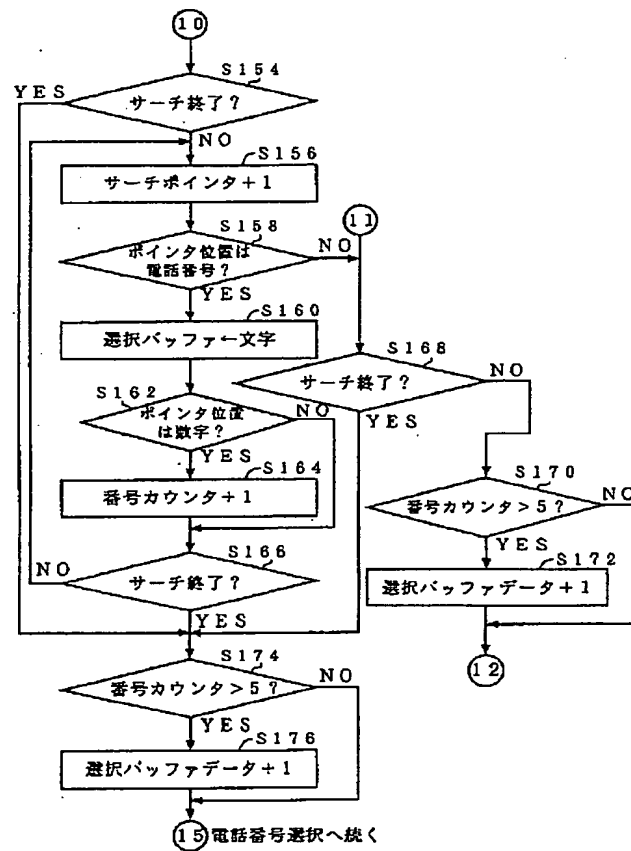 10
S154
YES
サーチ終了?
NO
S156
サーチポインタ+1
S158
11
ポインタ位置は
電話番号?
NO
YES
S160
選択バッファ←文字
S168
サーチ終了?
NO
YES
S162
ポインタ位置
は数字?
NO
YES
S164
番号カウンタ+1
S170
番号カウンタ>5?
NO
YES
S166
サーチ終了?
NO
YES
S172
選択バッファデータ+1
12
S174
番号カウンタ>5?
NO
YES
S176
選択バッファデータ+1
15 電話番号選択へ続く